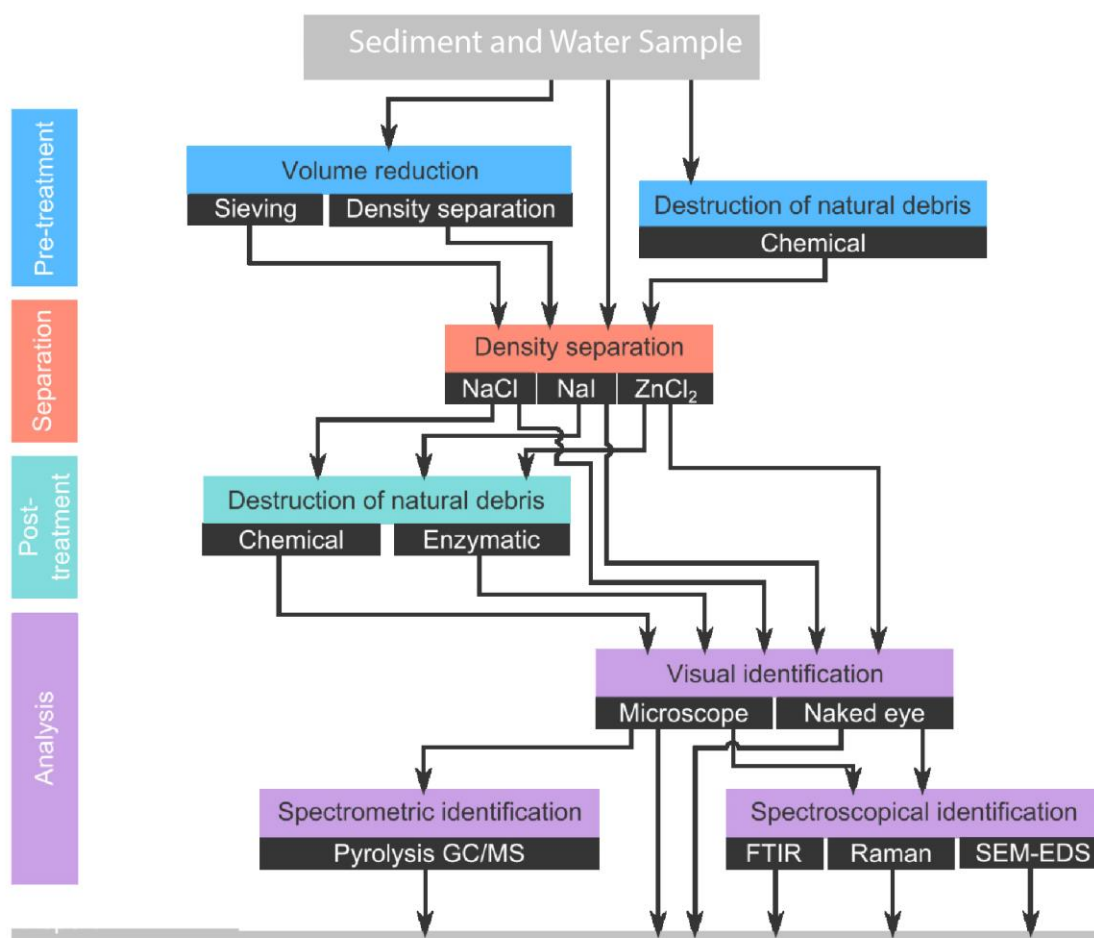 Sediment and Water Sample
Pre-treatment
Volume reduction
Sieving
Density separation
Destruction of natural debris
Chemical
Separation
Density separation
NaCl
NaI
ZnCl₂
Post-
treatment
Destruction of natural debris
Chemical
Enzymatic
Analysis
Visual identification
Microscope
Naked eye
Spectrometric identification
Pyrolysis GC/MS
Spectroscopical identification
FTIR
Raman
SEM-EDS